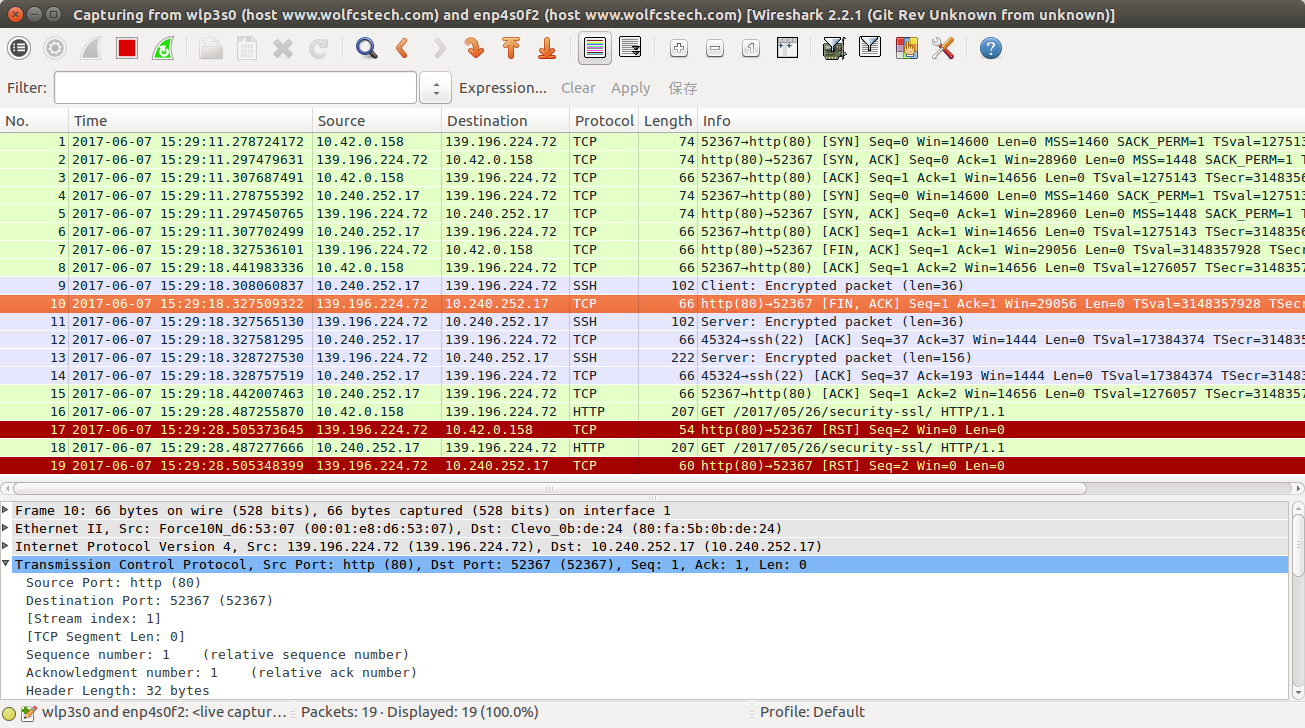 Capturing from wlp3s0 (host www.wolfcstech.com) and enp4s0f2 (host www.wolfcstech.com) [Wireshark 2.2.1 (Git Rev Unknown from unknown)]
Filter: Expression... Clear Apply 保存
No. Time Source Destination Protocol Length Info
1 2017-06-07 15:29:11.278724172 10.42.0.158 139.196.224.72 TCP 74 52367→http(80) [SYN] Seq=0 Win=14600 Len=0 MSS=1460 SACK_PERM=1 TSval=127513
2 2017-06-07 15:29:11.297479631 139.196.224.72 10.42.0.158 TCP 74 http(80)→52367 [SYN, ACK] Seq=0 Ack=1 Win=28960 Len=0 MSS=1448 SACK_PERM=1 T
3 2017-06-07 15:29:11.307687491 10.42.0.158 139.196.224.72 TCP 66 52367→http(80) [ACK] Seq=1 Ack=1 Win=14656 Len=0 TSval=1275143 TSecr=3148356
4 2017-06-07 15:29:11.278755392 10.240.252.17 139.196.224.72 TCP 74 52367→http(80) [SYN] Seq=0 Win=14600 Len=0 MSS=1460 SACK_PERM=1 TSval=127513
5 2017-06-07 15:29:11.297450765 139.196.224.72 10.240.252.17 TCP 74 http(80)→52367 [SYN, ACK] Seq=0 Ack=1 Win=28960 Len=0 MSS=1448 SACK_PERM=1 T
6 2017-06-07 15:29:11.307702499 10.240.252.17 139.196.224.72 TCP 66 52367→http(80) [ACK] Seq=1 Ack=1 Win=14656 Len=0 TSval=1275143 TSecr=3148356
7 2017-06-07 15:29:18.327536101 139.196.224.72 10.42.0.158 TCP 66 http(80)→52367 [FIN, ACK] Seq=1 Ack=1 Win=29056 Len=0 TSval=3148357928 TSecr
8 2017-06-07 15:29:18.441983336 10.42.0.158 139.196.224.72 TCP 66 52367→http(80) [ACK] Seq=1 Ack=2 Win=14656 Len=0 TSval=1276057 TSecr=3148357
9 2017-06-07 15:29:18.308060837 10.240.252.17 139.196.224.72 SSH 102 Client: Encrypted packet (len=36)
10 2017-06-07 15:29:18.327509322 139.196.224.72 10.240.252.17 TCP 66 http(80)→52367 [FIN, ACK] Seq=1 Ack=1 Win=29056 Len=0 TSval=3148357928 TSecr
11 2017-06-07 15:29:18.327565130 139.196.224.72 10.240.252.17 SSH 102 Server: Encrypted packet (len=36)
12 2017-06-07 15:29:18.327581295 10.240.252.17 139.196.224.72 TCP 66 45324→ssh(22) [ACK] Seq=37 Ack=37 Win=1444 Len=0 TSval=17384374 TSecr=31483
13 2017-06-07 15:29:18.328727530 139.196.224.72 10.240.252.17 SSH 222 Server: Encrypted packet (len=156)
14 2017-06-07 15:29:18.328757519 10.240.252.17 139.196.224.72 TCP 66 45324→ssh(22) [ACK] Seq=37 Ack=193 Win=1444 Len=0 TSval=17384374 TSecr=3148
15 2017-06-07 15:29:18.442007463 10.240.252.17 139.196.224.72 TCP 66 52367→http(80) [ACK] Seq=1 Ack=2 Win=14656 Len=0 TSval=1276057 TSecr=3148357
16 2017-06-07 15:29:28.487255870 10.42.0.158 139.196.224.72 HTTP 207 GET /2017/05/26/security-ssl/ HTTP/1.1
17 2017-06-07 15:29:28.505373645 139.196.224.72 10.42.0.158 TCP 54 http(80)→52367 [RST] Seq=2 Win=0 Len=0
18 2017-06-07 15:29:28.487277666 10.240.252.17 139.196.224.72 HTTP 207 GET /2017/05/26/security-ssl/ HTTP/1.1
19 2017-06-07 15:29:28.505348399 139.196.224.72 10.240.252.17 TCP 60 http(80)→52367 [RST] Seq=2 Win=0 Len=0
Frame 10: 66 bytes on wire (528 bits), 66 bytes captured (528 bits) on interface 1
Ethernet II, Src: Force10N_d6:53:07 (00:01:e8:d6:53:07), Dst: Clevo_0b:de:24 (80:fa:5b:0b:de:24)
Internet Protocol Version 4, Src: 139.196.224.72 (139.196.224.72), Dst: 10.240.252.17 (10.240.252.17)
Transmission Control Protocol, Src Port: http (80), Dst Port: 52367 (52367), Seq: 1, Ack: 1, Len: 0
Source Port: http (80)
Destination Port: 52367 (52367)
[Stream index: 1]
[TCP Segment Len: 0]
Sequence number: 1 (relative sequence number)
Acknowledgment number: 1 (relative ack number)
Header Length: 32 bytes
wlp3s0 and enp4s0f2: <live captur... Packets: 19 · Displayed: 19 (100.0%) Profile: Default